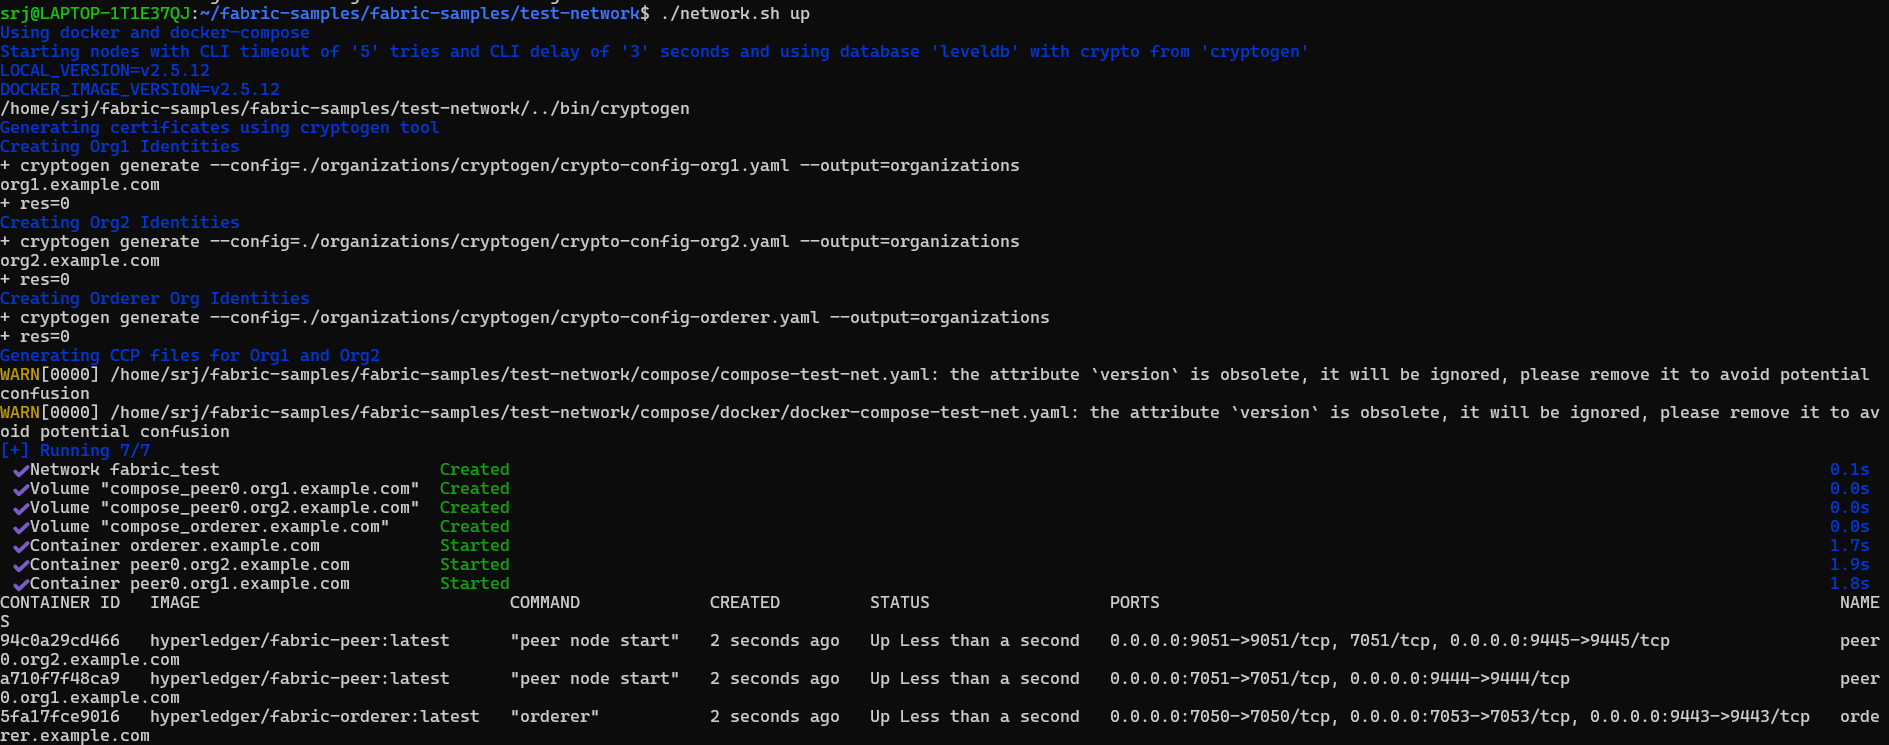 srj@LAPTOP-1T1E37QJ:~/fabric-samples/fabric-samples/test-network$ ./network.sh up
Using docker and docker-compose
Starting nodes with CLI timeout of '5' tries and CLI delay of '3' seconds and using database 'leveldb' with crypto from 'cryptogen'
LOCAL_VERSION=v2.5.12
DOCKER_IMAGE_VERSION=v2.5.12
/home/srj/fabric-samples/fabric-samples/test-network/../bin/cryptogen
Generating certificates using cryptogen tool
Creating Org1 Identities
+ cryptogen generate --config=./organizations/cryptogen/crypto-config-org1.yaml --output=organizations
org1.example.com
+ res=0
Creating Org2 Identities
+ cryptogen generate --config=./organizations/cryptogen/crypto-config-org2.yaml --output=organizations
org2.example.com
+ res=0
Creating Orderer Org Identities
+ cryptogen generate --config=./organizations/cryptogen/crypto-config-orderer.yaml --output=organizations
+ res=0
Generating CCP files for Org1 and Org2
WARN[0000] /home/srj/fabric-samples/fabric-samples/test-network/compose/compose-test-net.yaml: the attribute `version` is obsolete, it will be ignored, please remove it to avoid potential
confusion
WARN[0000] /home/srj/fabric-samples/fabric-samples/test-network/compose/docker/docker-compose-test-net.yaml: the attribute `version` is obsolete, it will be ignored, please remove it to av
oid potential confusion
[+] Running 7/7
✔Network fabric_test Created 0.1s
✔Volume "compose_peer0.org1.example.com" Created 0.0s
✔Volume "compose_peer0.org2.example.com" Created 0.0s
✔Volume "compose_orderer.example.com" Created 0.0s
✔Container orderer.example.com Started 1.7s
✔Container peer0.org2.example.com Started 1.9s
✔Container peer0.org1.example.com Started 1.8s
CONTAINER ID IMAGE COMMAND CREATED STATUS PORTS NAME
S
94c0a29cd466 hyperledger/fabric-peer:latest "peer node start" 2 seconds ago Up Less than a second 0.0.0.0:9051->9051/tcp, 7051/tcp, 0.0.0.0:9445->9445/tcp peer
0.org2.example.com
a710f7f48ca9 hyperledger/fabric-peer:latest "peer node start" 2 seconds ago Up Less than a second 0.0.0.0:7051->7051/tcp, 0.0.0.0:9444->9444/tcp peer
0.org1.example.com
5fa17fce9016 hyperledger/fabric-orderer:latest "orderer" 2 seconds ago Up Less than a second 0.0.0.0:7050->7050/tcp, 0.0.0.0:7053->7053/tcp, 0.0.0.0:9443->9443/tcp orde
rer.example.com